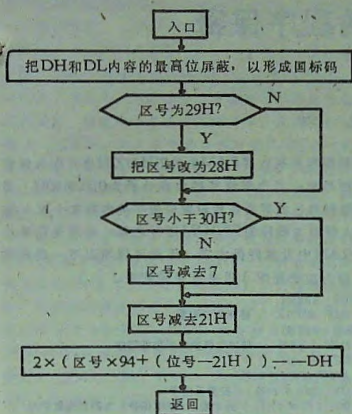 入口
把DH和DL内容的最高位屏蔽，以形成国标码
区号为29H?
N
Y
把区号改为28H
区号小于30H?
Y
N
区号减去7
区号减去21H
2×(区号×94+(位号—21H))——DH
返回